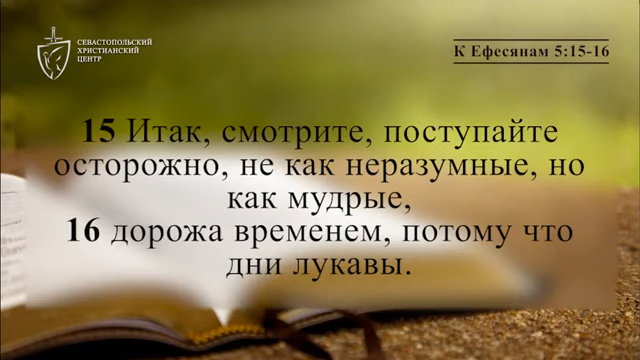 СЕВАСТОПОЛЬСКИЙ
ХРИСТИАНСКИЙ
ЦЕНТР
К Ефесянам 5:15-16
15 Итак, смотрите, поступайте
осторожно, не как неразумные, но
как мудрые,
16 дорожа временем, потому что
дни лукавы.